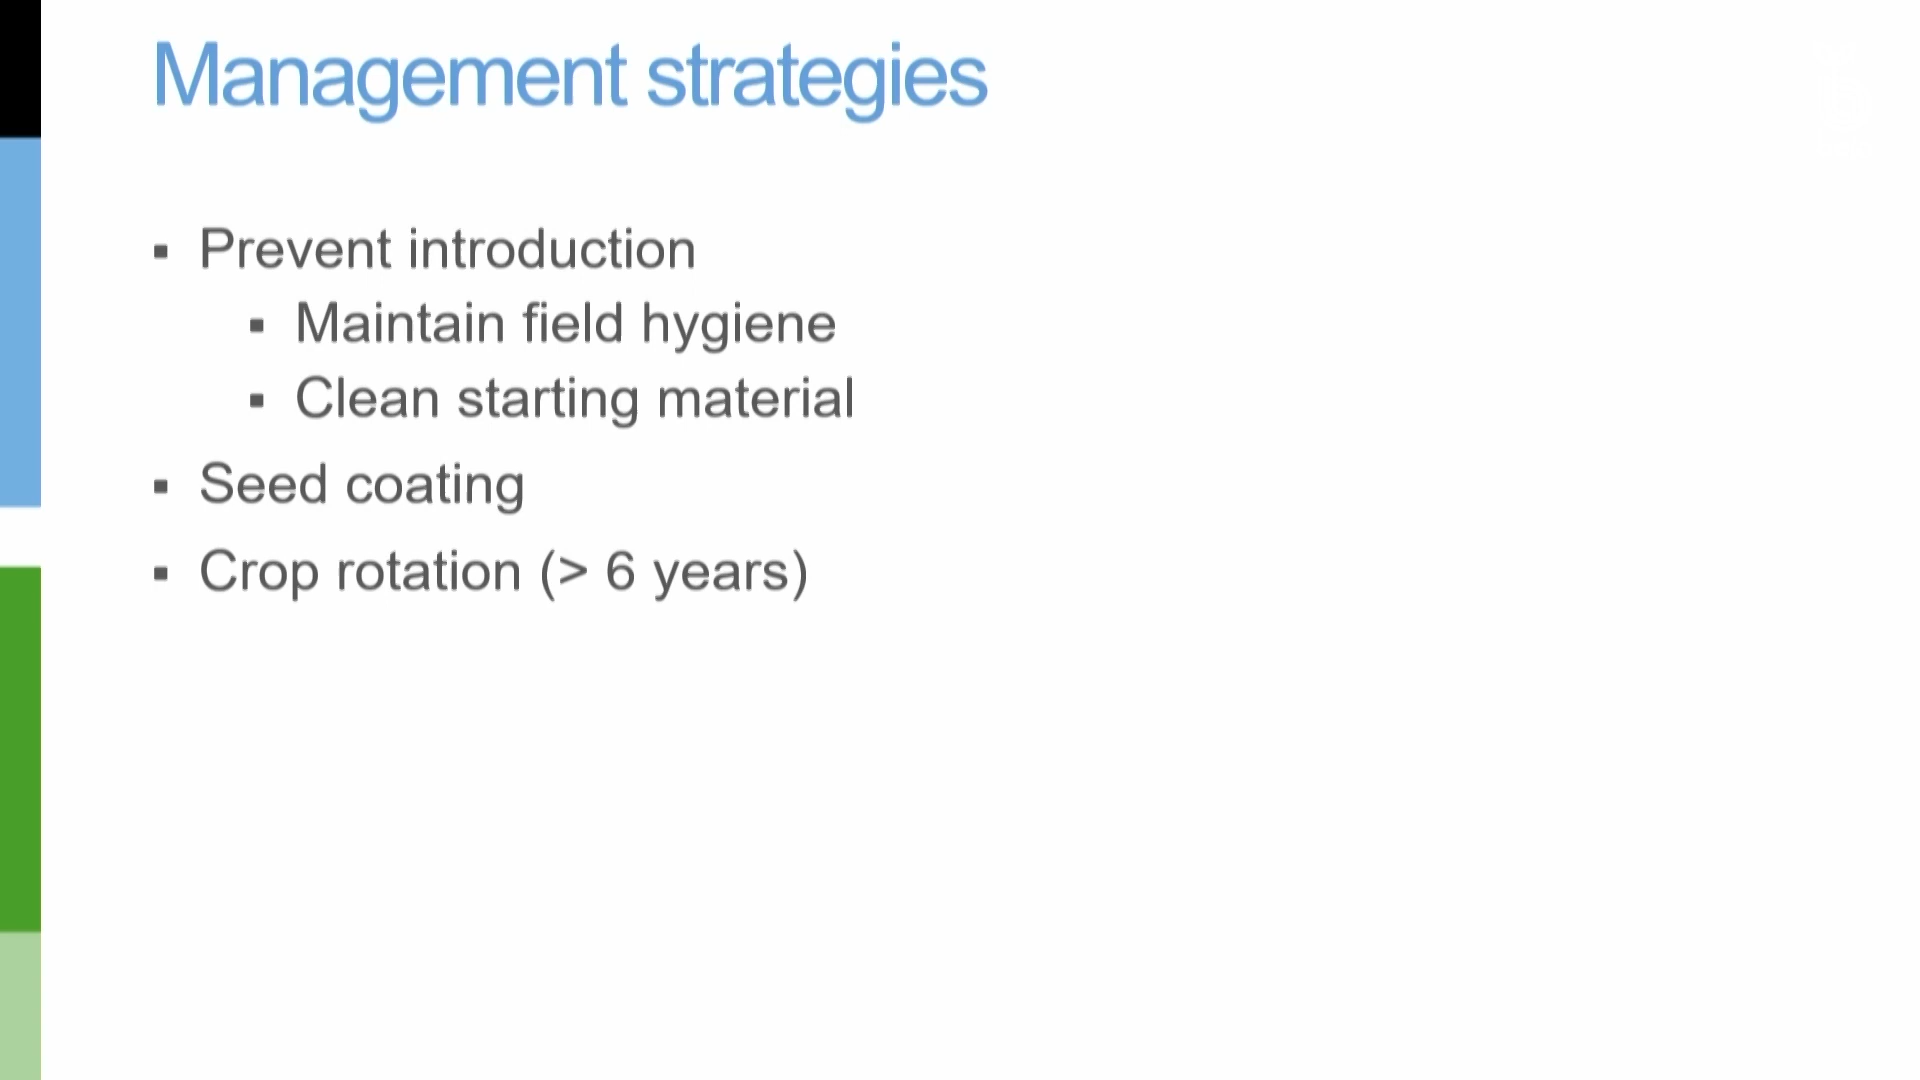 Management strategies
▪ Prevent introduction
▪ Maintain field hygiene
▪ Clean starting material
▪ Seed coating
▪ Crop rotation (> 6 years)